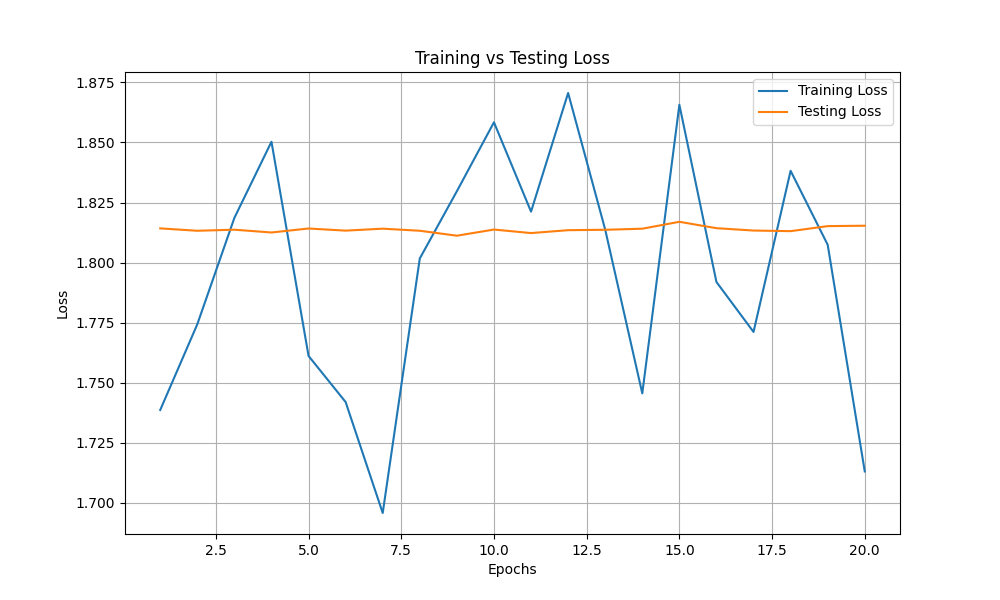 Training vs Testing Loss
1.875
1.850
1.825
1.800
1.775
1.750
1.725
1.700
Loss
Training Loss
Testing Loss
2.5 5.0 7.5 10.0 12.5 15.0 17.5 20.0
Epochs